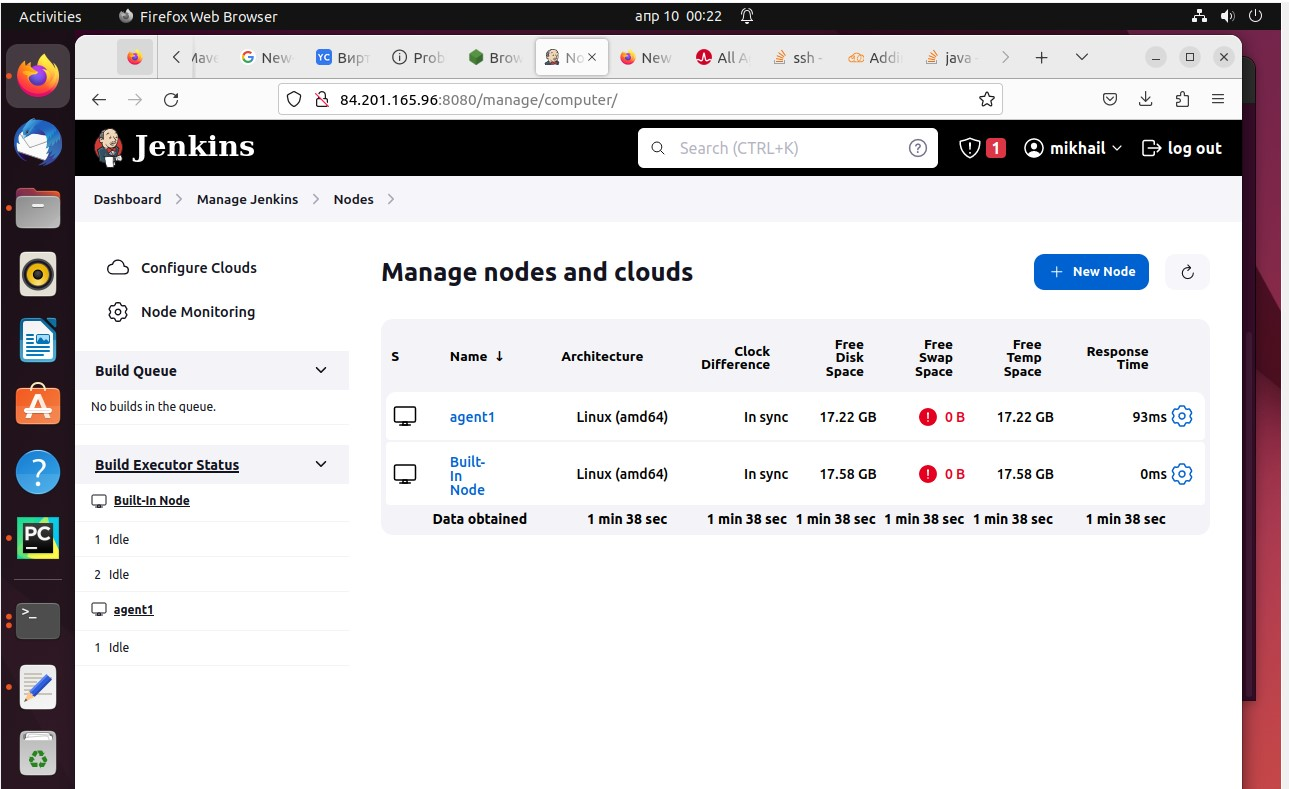 Activities
Firefox Web Browser
апр 10 00:22
Mave
New
YC Вирт
Prob
Brow
No
New
All A
ssh -
Addi
java
84.201.165.96:8080/manage/computer/
Jenkins
Search (CTRL+K)
1
mikhail
log out
Dashboard
Manage Jenkins
Nodes
Configure Clouds
Node Monitoring
Build Queue
No builds in the queue.
Build Executor Status
Built-In Node
1 Idle
2 Idle
agent1
1 Idle
Manage nodes and clouds
+ New Node
S Name ↓ Architecture Clock Difference Free Disk Space Free Swap Space Free Temp Space Response Time
agent1 Linux (amd64) In sync 17.22 GB 0 B 17.22 GB 93ms
Built-In Node Linux (amd64) In sync 17.58 GB 0 B 17.58 GB 0ms
Data obtained 1 min 38 sec 1 min 38 sec 1 min 38 sec 1 min 38 sec 1 min 38 sec 1 min 38 sec
PC